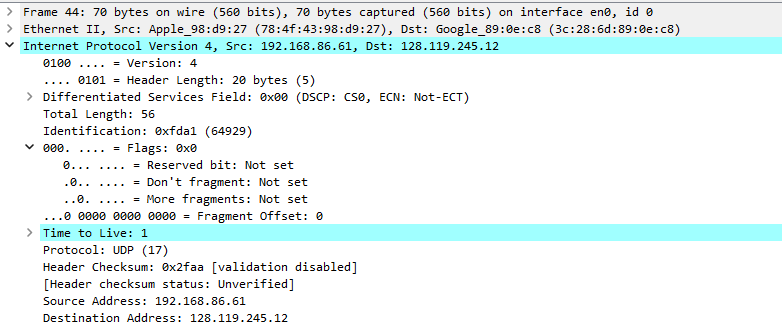 Frame 44: 70 bytes on wire (560 bits), 70 bytes captured (560 bits) on interface en0, id 0
Ethernet II, Src: Apple_98:d9:27 (78:4f:43:98:d9:27), Dst: Google_89:0e:c8 (3c:28:6d:89:0e:c8)
Internet Protocol Version 4, Src: 192.168.86.61, Dst: 128.119.245.12
0100 .... = Version: 4
.... 0101 = Header Length: 20 bytes (5)
Differentiated Services Field: 0x00 (DSCP: CS0, ECN: Not-ECT)
Total Length: 56
Identification: 0xfda1 (64929)
000. .... = Flags: 0x0
0... .... = Reserved bit: Not set
.0.. .... = Don't fragment: Not set
..0. .... = More fragments: Not set
...0 0000 0000 0000 = Fragment Offset: 0
Time to Live: 1
Protocol: UDP (17)
Header Checksum: 0x2faa [validation disabled]
[Header checksum status: Unverified]
Source Address: 192.168.86.61
Destination Address: 128.119.245.12